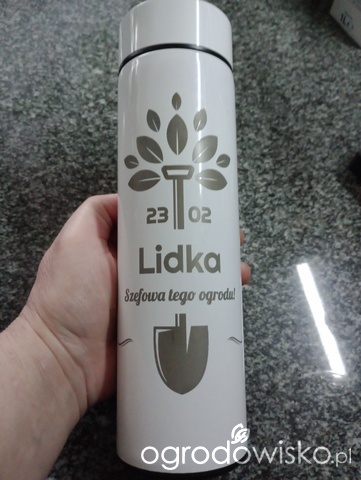 23 02
Lidka
Szefowa tego ogrodu!
ogrodowisko.pl